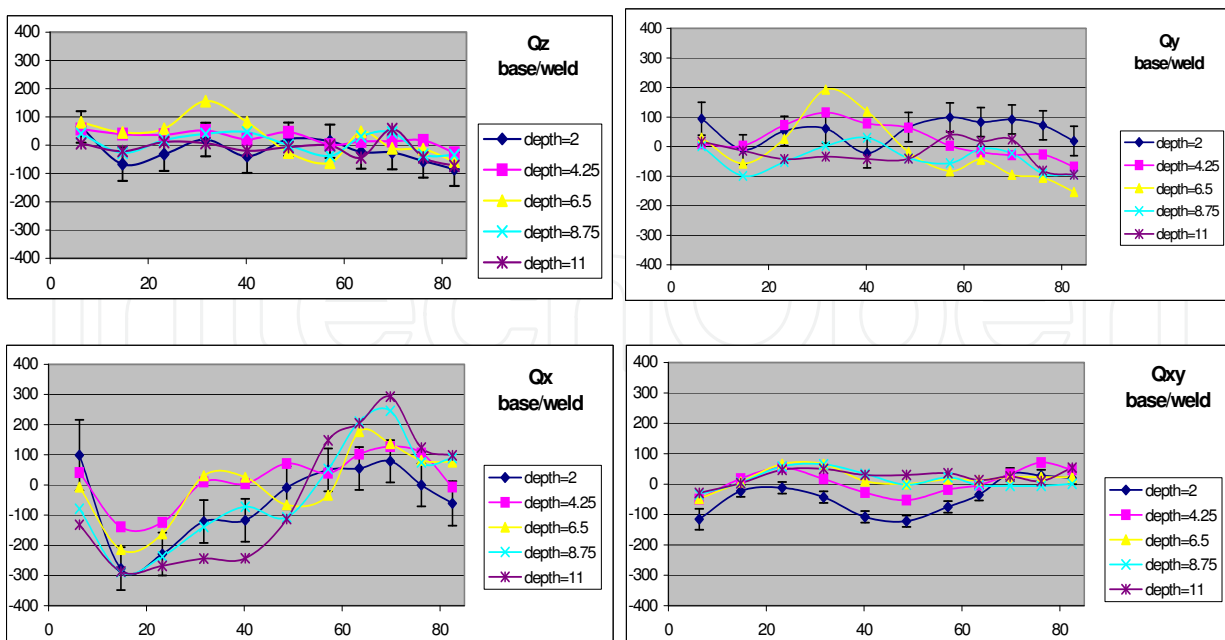 Qz
base/weld
400
300
200
100
0
-100
-200
-300
-400
0 20 40 60 80
depth=2
depth=4.25
depth=6.5
depth=8.75
depth=11
Qy
base/weld
400
300
200
100
0
-100
-200
-300
-400
0 20 40 60 80
depth=2
depth=4.25
depth=6.5
depth=8.75
depth=11
Qx
base/weld
400
300
200
100
0
-100
-200
-300
-400
0 20 40 60 80
depth=2
depth=4.25
depth=6.5
depth=8.75
depth=11
Qxy
base/weld
400
300
200
100
0
-100
-200
-300
-400
0 20 40 60 80
depth=2
depth=4.25
depth=6.5
depth=8.75
depth=11